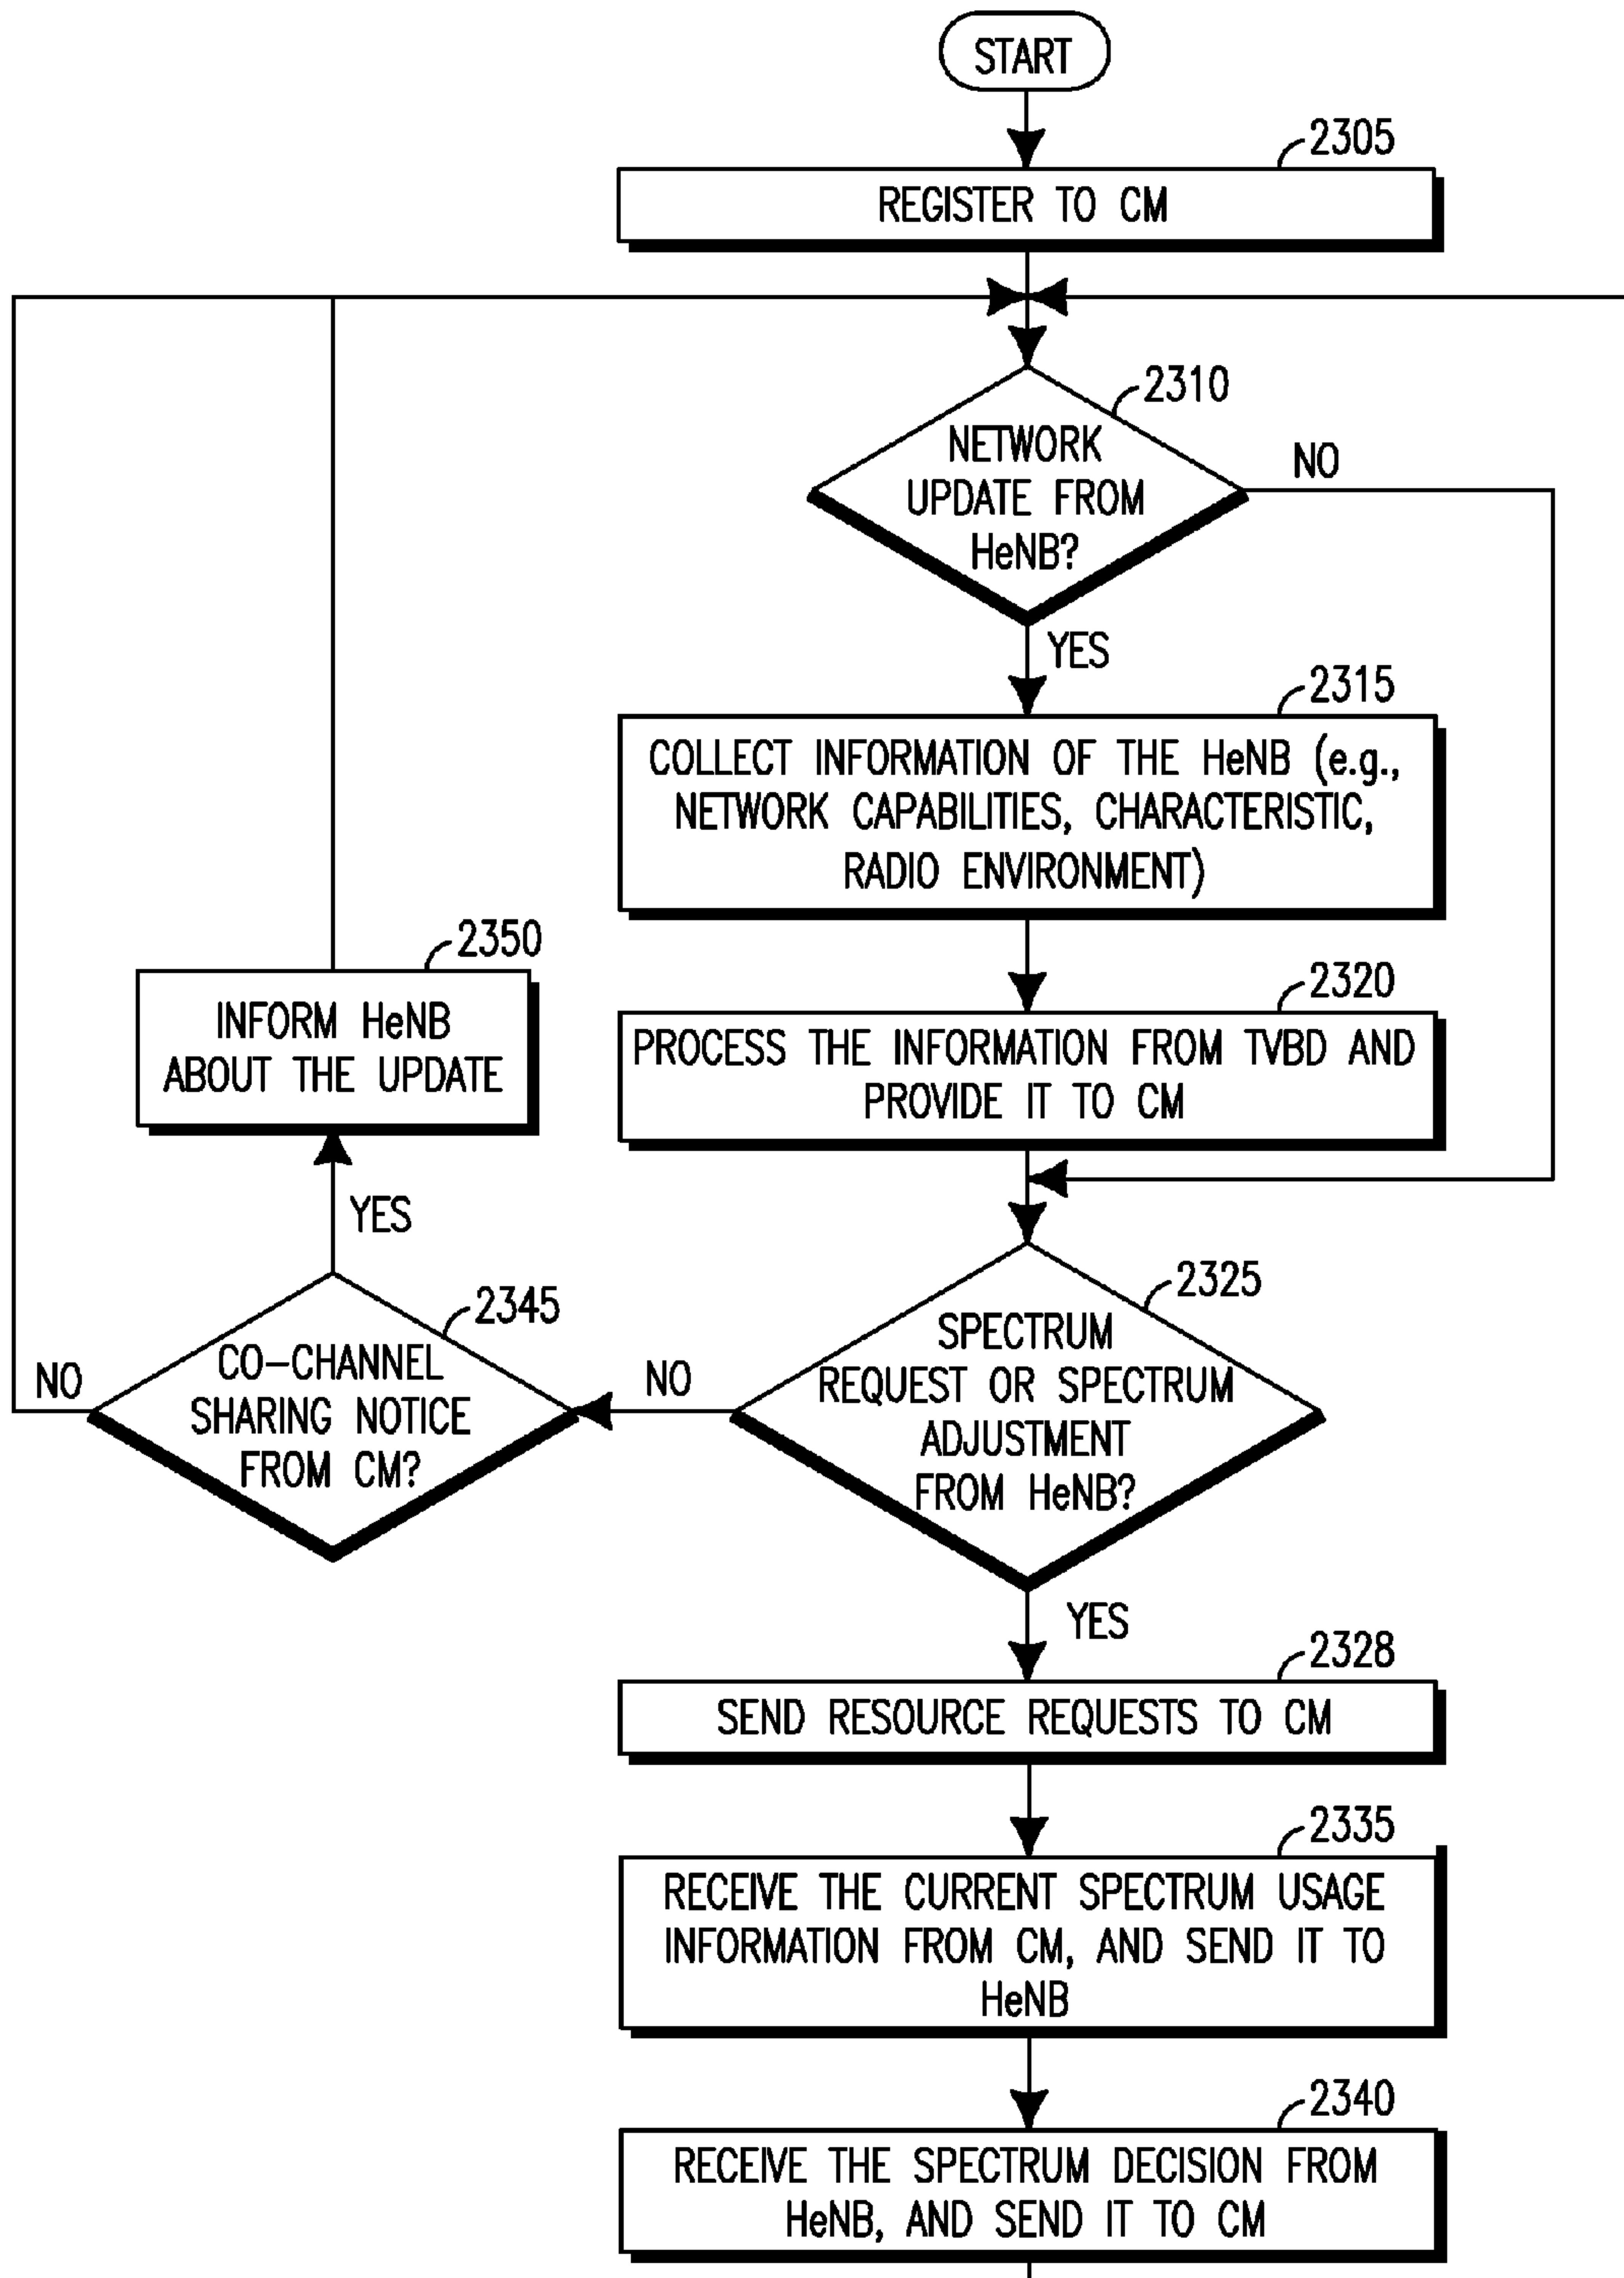 START
2305
REGISTER TO CM
2310
NETWORK
UPDATE FROM
HeNB?
NO
YES
2315
COLLECT INFORMATION OF THE HeNB (e.g.,
NETWORK CAPABILITIES, CHARACTERISTIC,
RADIO ENVIRONMENT)
2320
PROCESS THE INFORMATION FROM TVBD AND
PROVIDE IT TO CM
2325
SPECTRUM
REQUEST OR SPECTRUM
ADJUSTMENT
FROM HeNB?
NO
2345
CO-CHANNEL
SHARING NOTICE
FROM CM?
NO
YES
2350
INFORM HeNB
ABOUT THE UPDATE
YES
2328
SEND RESOURCE REQUESTS TO CM
2335
RECEIVE THE CURRENT SPECTRUM USAGE
INFORMATION FROM CM, AND SEND IT TO
HeNB
2340
RECEIVE THE SPECTRUM DECISION FROM
HeNB, AND SEND IT TO CM